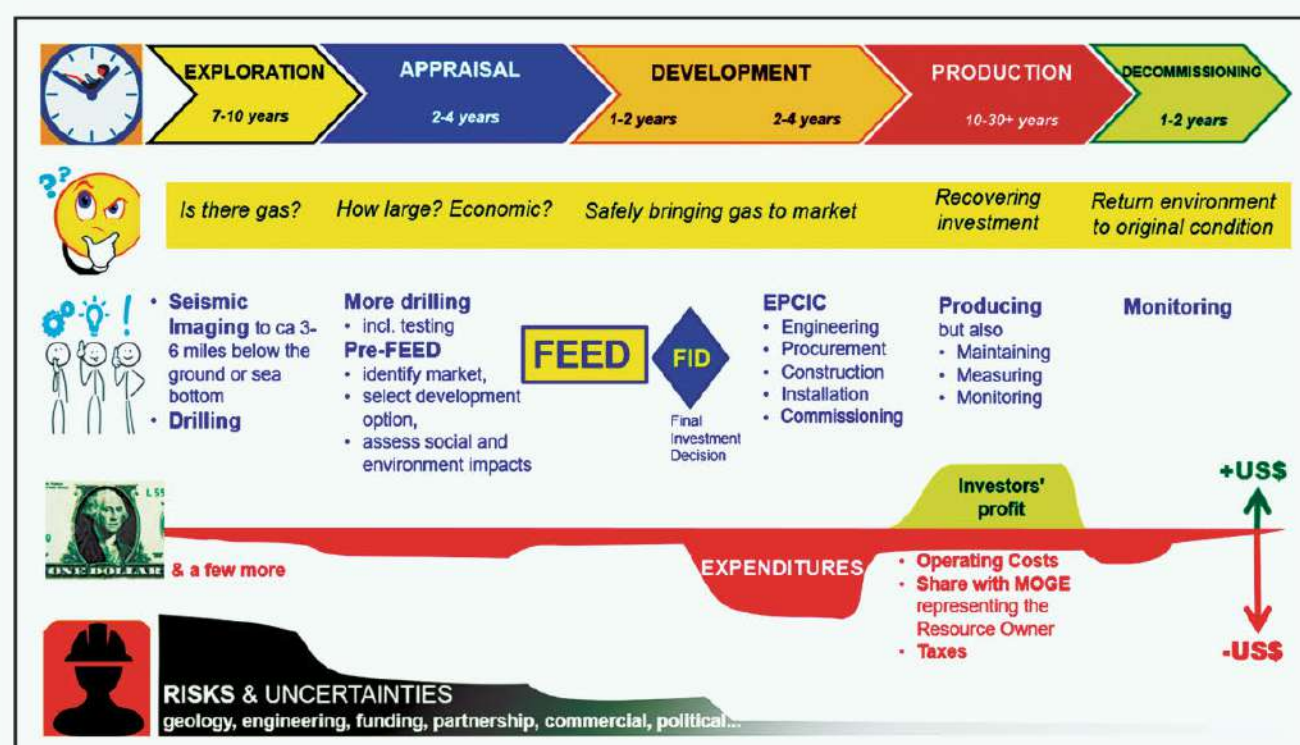 EXPLORATION
7-10 years
APPRAISAL
2-4 years
DEVELOPMENT
1-2 years
2-4 years
PRODUCTION
10-30+ years
DECOMMISSIONING
1-2 years
??
Is there gas?
How large? Economic?
Safely bringing gas to market
Recovering
investment
Return environment
to original condition
!
• Seismic
Imaging to ca 3-
6 miles below the
ground or sea
bottom
• Drilling
More drilling
• incl. testing
Pre-FEED
• identify market,
• select development
option,
• assess social and
environment impacts
FEED
FID
Final
Investment
Decision
EPCIC
• Engineering
• Procurement
• Construction
• Installation
• Commissioning
Producing
but also
• Maintaining
• Measuring
• Monitoring
Monitoring
ONE DOLLAR
& a few more
Investors'
profit
EXPENDITURES
• Operating Costs
• Share with MOGE
representing the
Resource Owner
• Taxes
+US$
-US$
RISKS & UNCERTAINTIES
geology, engineering, funding, partnership, commercial, political...